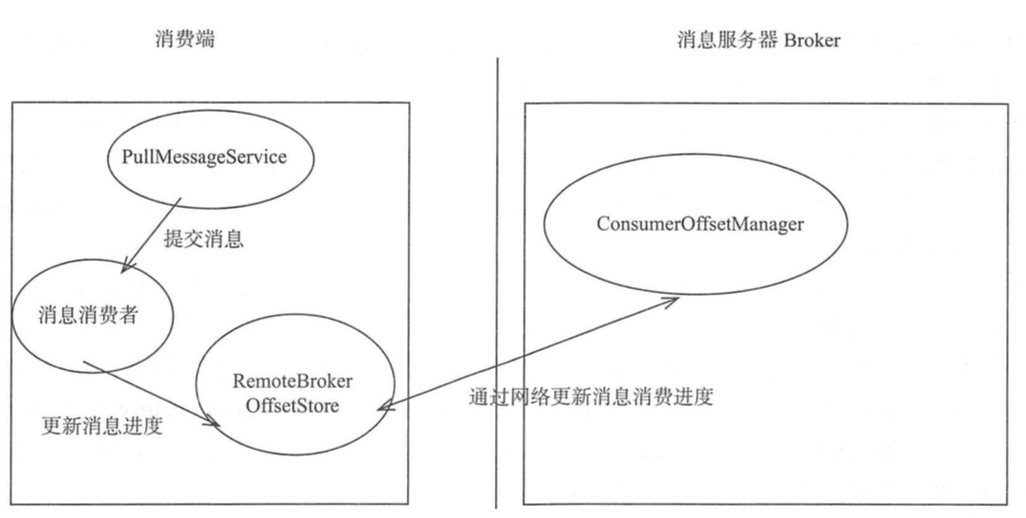 消费端
消息服务器 Broker
PullMessageService
提交消息
消息消费者
RemoteBroker
OffsetStore
更新消息进度
ConsumerOffsetManager
通过网络更新消息消费进度